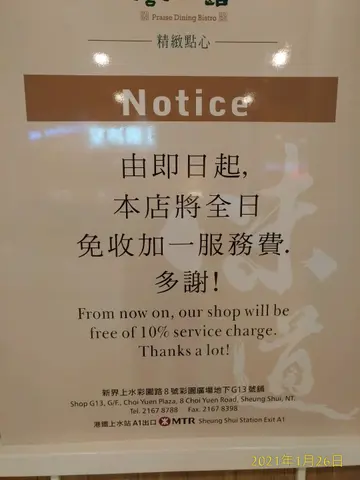 Praise Dining Bistro
精緻點心
Notice
由即日起,
本店將全日
免收加一服務費.
多謝!
From now on, our shop will be
free of 10% service charge.
Thanks a lot!
味道
新界上水彩園路8號彩園廣場地下G13號舖
Shop G13, G/F., Choi Yuen Plaza, 8 Choi Yuen Road, Sheung Shui, NT.
Tel. 2167 8788 Fax. 2167 8398
港鐵上水站 A1出口 MTR Sheung Shui Station Exit A1
2021年1月26日